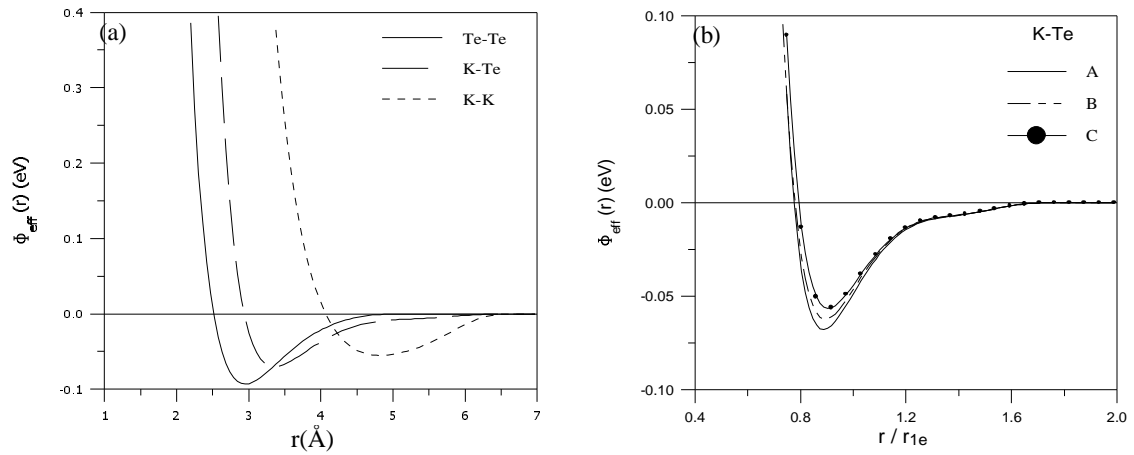 (a)
Te-Te
K-Te
K-K
0.4
0.3
0.2
0.1
0.0
-0.1
Φeff (r) (eV)
1 2 3 4 5 6 7
r(Å)
(b)
K-Te
A
B
C
0.10
0.05
0.00
-0.05
-0.10
Φeff (r) (eV)
0.4 0.8 1.2 1.6 2.0
r / r1e